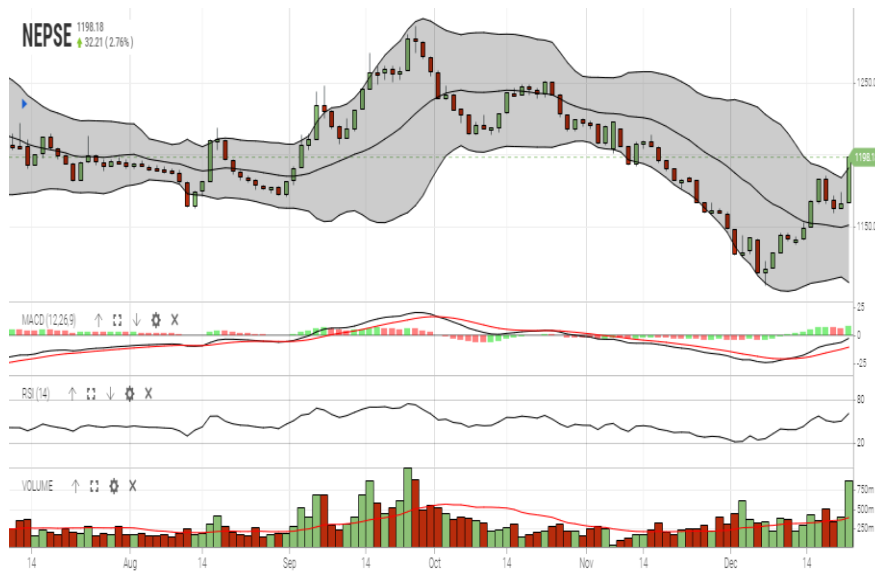 NEPSE 1198.18
32.21 ( 2.76% )
1250.0
1198.1
1150.0
MACD (12,26,9)
25
0
-25
RSI (14)
80
20
VOLUME
750m
500m
250m
14 Aug 14 Sep 14 Oct 14 Nov 14 Dec 14